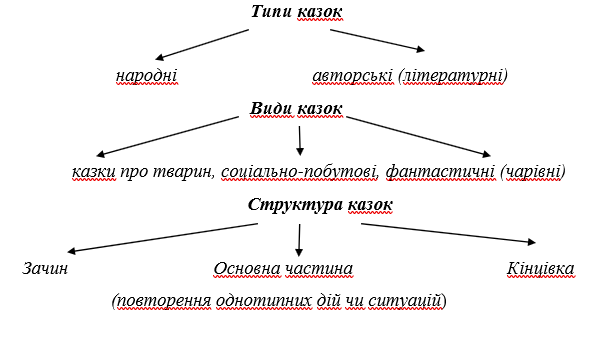 Типи казок
народні авторські (літературні)
Види казок
казки про тварин, соціально-побутові, фантастичні (чарівні)
Структура казок
Зачин Основна частина Кінцівка
(повторення однотипних дій чи ситуацій)